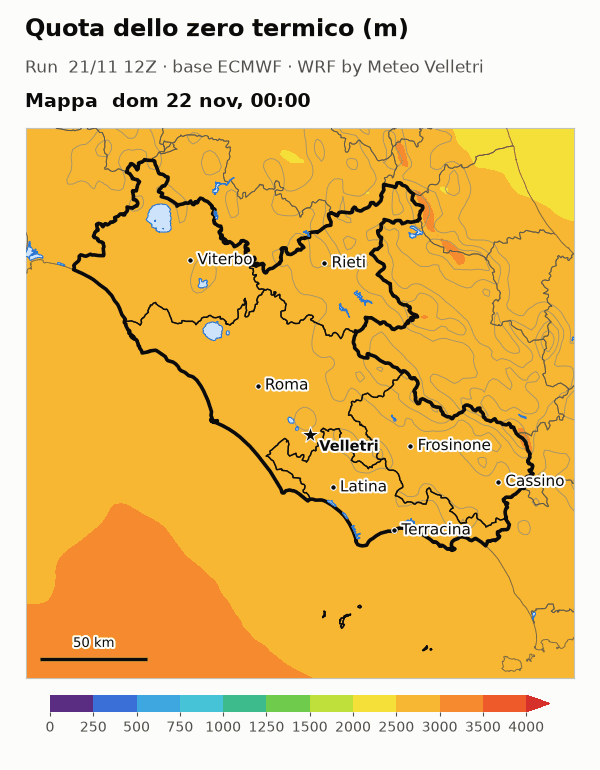 Quota dello zero termico (m)
Run  21/11 12Z · base ECMWF · WRF by Meteo Velletri
Mappa  dom 22 nov, 00:00
Viterbo
Rieti
Roma
Velletri
Frosinone
Cassino
Latina
Terracina
50 km
0 250 500 750 1000 1250 1500 2000 2500 3000 3500 4000